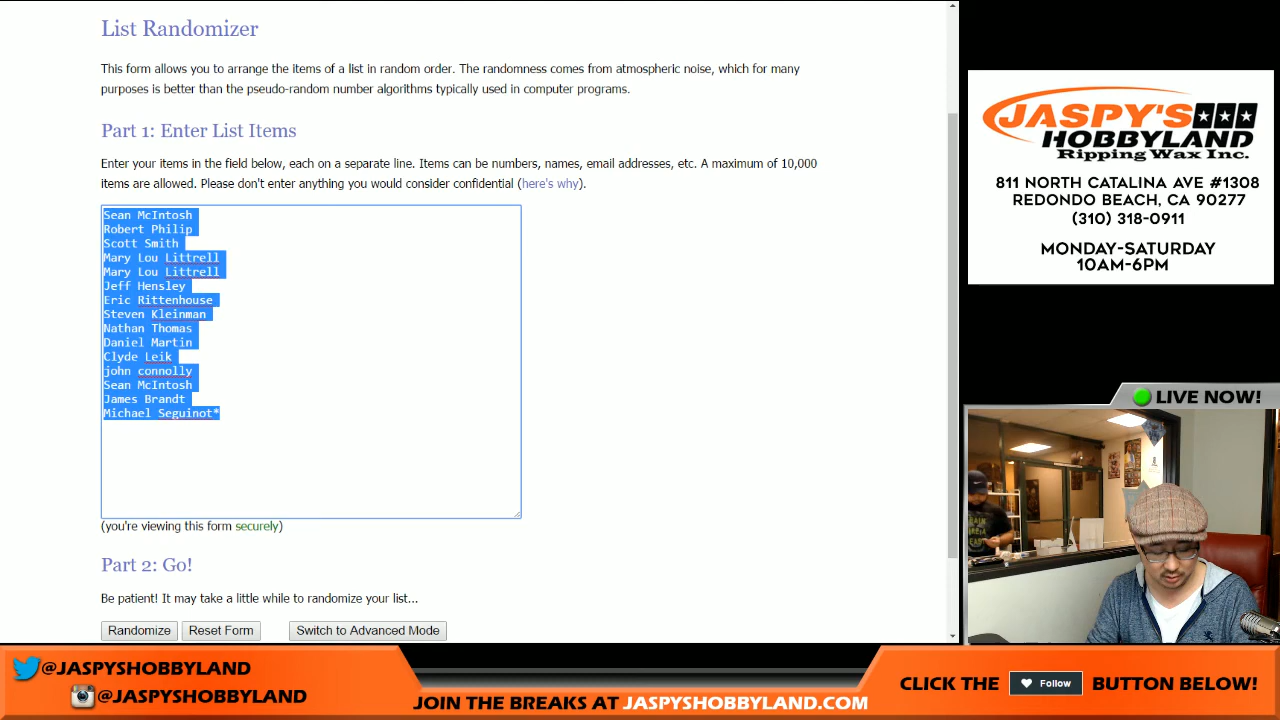 List Randomizer
This form allows you to arrange the items of a list in random order. The randomness comes from atmospheric noise, which for many
purposes is better than the pseudo-random number algorithms typically used in computer programs.
Part 1: Enter List Items
Enter your items in the field below, each on a separate line. Items can be numbers, names, email addresses, etc. A maximum of 10,000
items are allowed. Please don't enter anything you would consider confidential (here's why).
Sean McIntosh
Robert Philip
Scott Smith
Mary Lou Littrell
Mary Lou Littrell
Jeff Hensley
Eric Rittenhouse
Steven Kleinman
Nathan Thomas
Daniel Martin
Clyde Leik
john connolly
Sean McIntosh
James Brandt
Michael Seguinot*
(you're viewing this form securely)
Part 2: Go!
Be patient! It may take a little while to randomize your list...
Randomize
Reset Form
Switch to Advanced Mode
JASPY'S
HOBBYLAND
Ripping Wax Inc.
811 NORTH CATALINA AVE #1308
REDONDO BEACH, CA 90277
(310) 318-0911
MONDAY-SATURDAY
10AM-6PM
LIVE NOW!
@JASPYSHOBBYLAND
@JASPYSHOBBYLAND
JOIN THE BREAKS AT JASPYSHOBBYLAND.COM
CLICK THE Follow BUTTON BELOW!